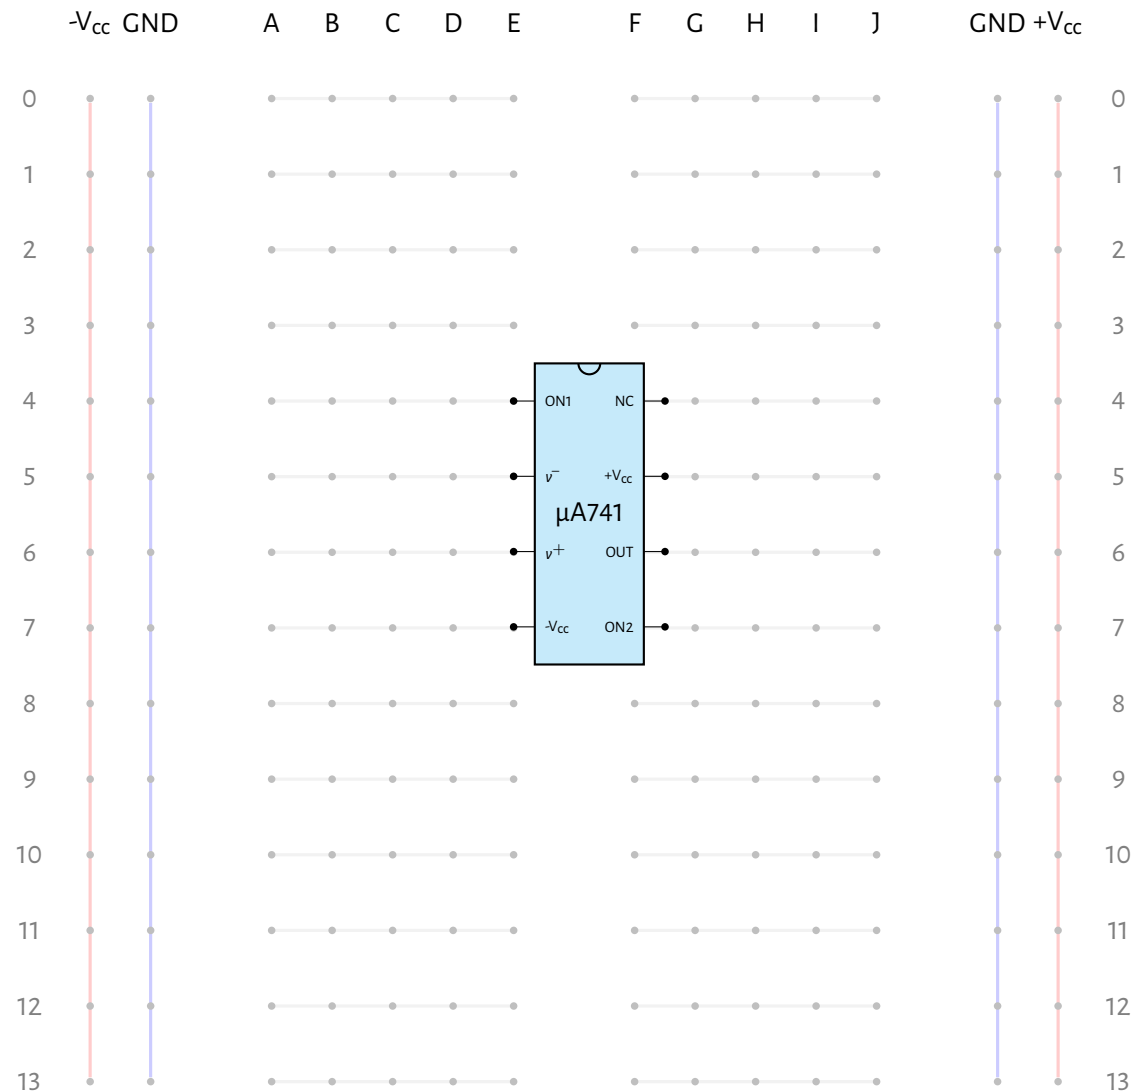 -Vcc GND A B C D E F G H I J GND +Vcc
0 0
1 1
2 2
3 3
4 ON1 NC 4
5 v⁻ +Vcc 5
µA741
6 v⁺ OUT 6
7 -Vcc ON2 7
8 8
9 9
10 10
11 11
12 12
13 13